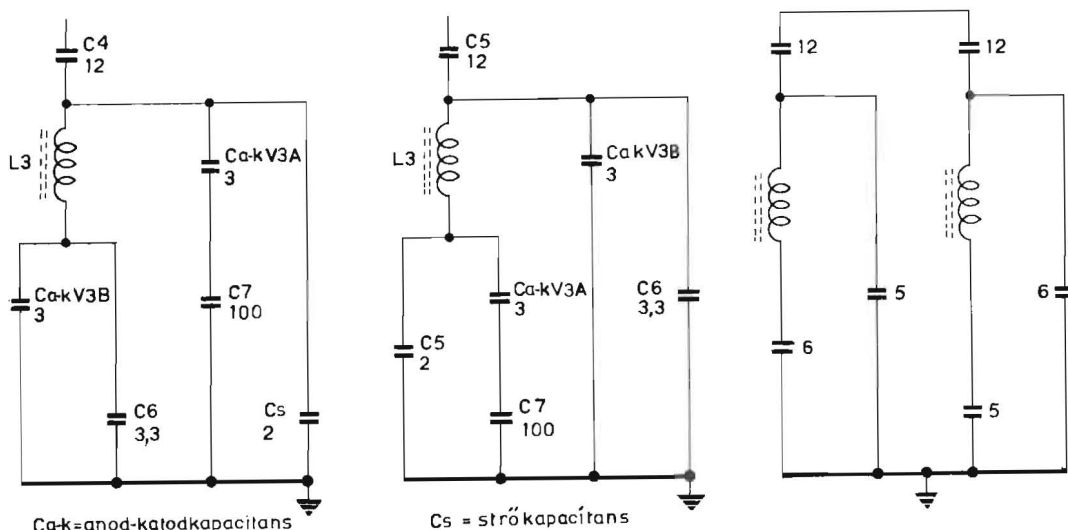 C4
12
L3
Ca-kV3A
3
Ca-kV3B
3
C7
100
C6
3,3
Cs
2
Ca-k=anod-katodkapacitans
C5
12
L3
CakV3B
3
Ca-kV3A
3
C6
3,3
C5
2
C7
100
Cs = strökapacitans
12
12
5
6
6
5